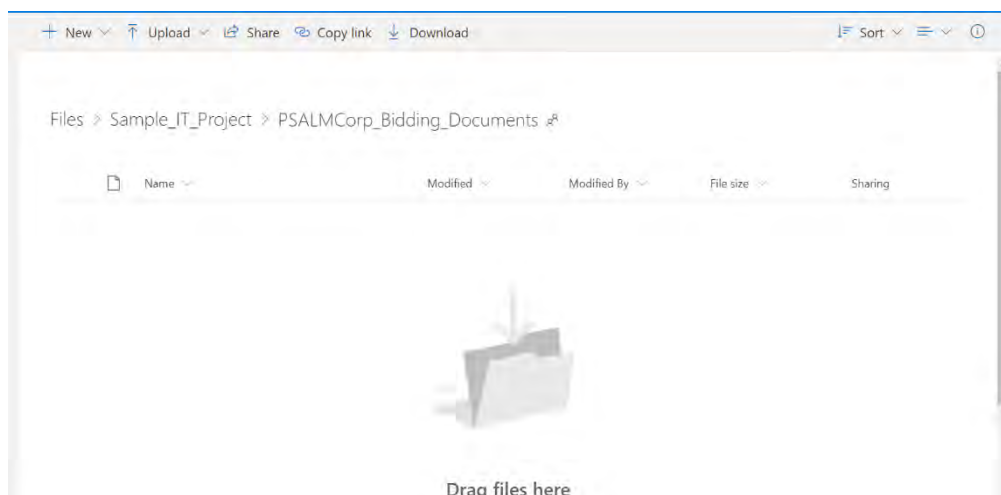 New Upload Share Copy link Download Sort
Files > Sample_IT_Project > PSALMCorp_Bidding_Documents
Name Modified Modified By File size Sharing
Drag files here